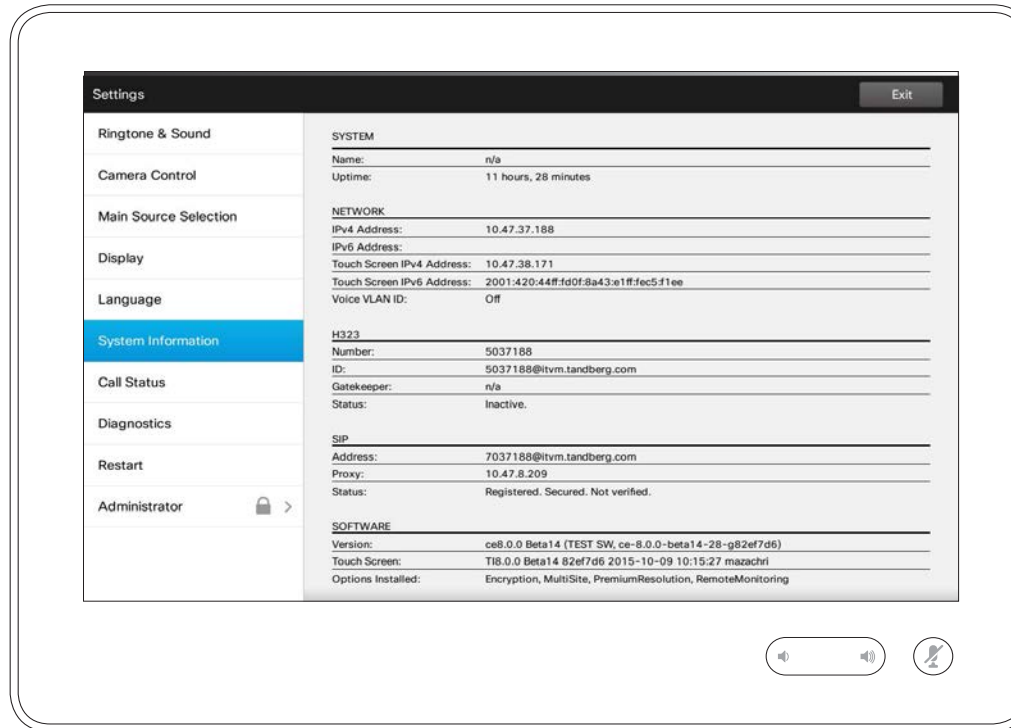 Settings
Exit
Ringtone & Sound
Camera Control
Main Source Selection
Display
Language
System Information
Call Status
Diagnostics
Restart
Administrator
SYSTEM
Name: n/a
Uptime: 11 hours, 28 minutes
NETWORK
IPv4 Address: 10.47.37.188
IPv6 Address:
Touch Screen IPv4 Address: 10.47.38.171
Touch Screen IPv6 Address: 2001:420:44ff:fd0f:8a43:e1ff:fec5:f1ee
Voice VLAN ID: Off
H323
Number: 5037188
ID: 5037188@itvm.tandberg.com
Gatekeeper: n/a
Status: Inactive.
SIP
Address: 7037188@itvm.tandberg.com
Proxy: 10.47.8.209
Status: Registered. Secured. Not verified.
SOFTWARE
Version: ce8.0.0 Beta14 (TEST SW, ce-8.0.0-beta14-28-g82ef7d6)
Touch Screen: TI8.0.0 Beta14 82ef7d6 2015-10-09 10:15:27 mazachri
Options Installed: Encryption, MultiSite, PremiumResolution, RemoteMonitoring